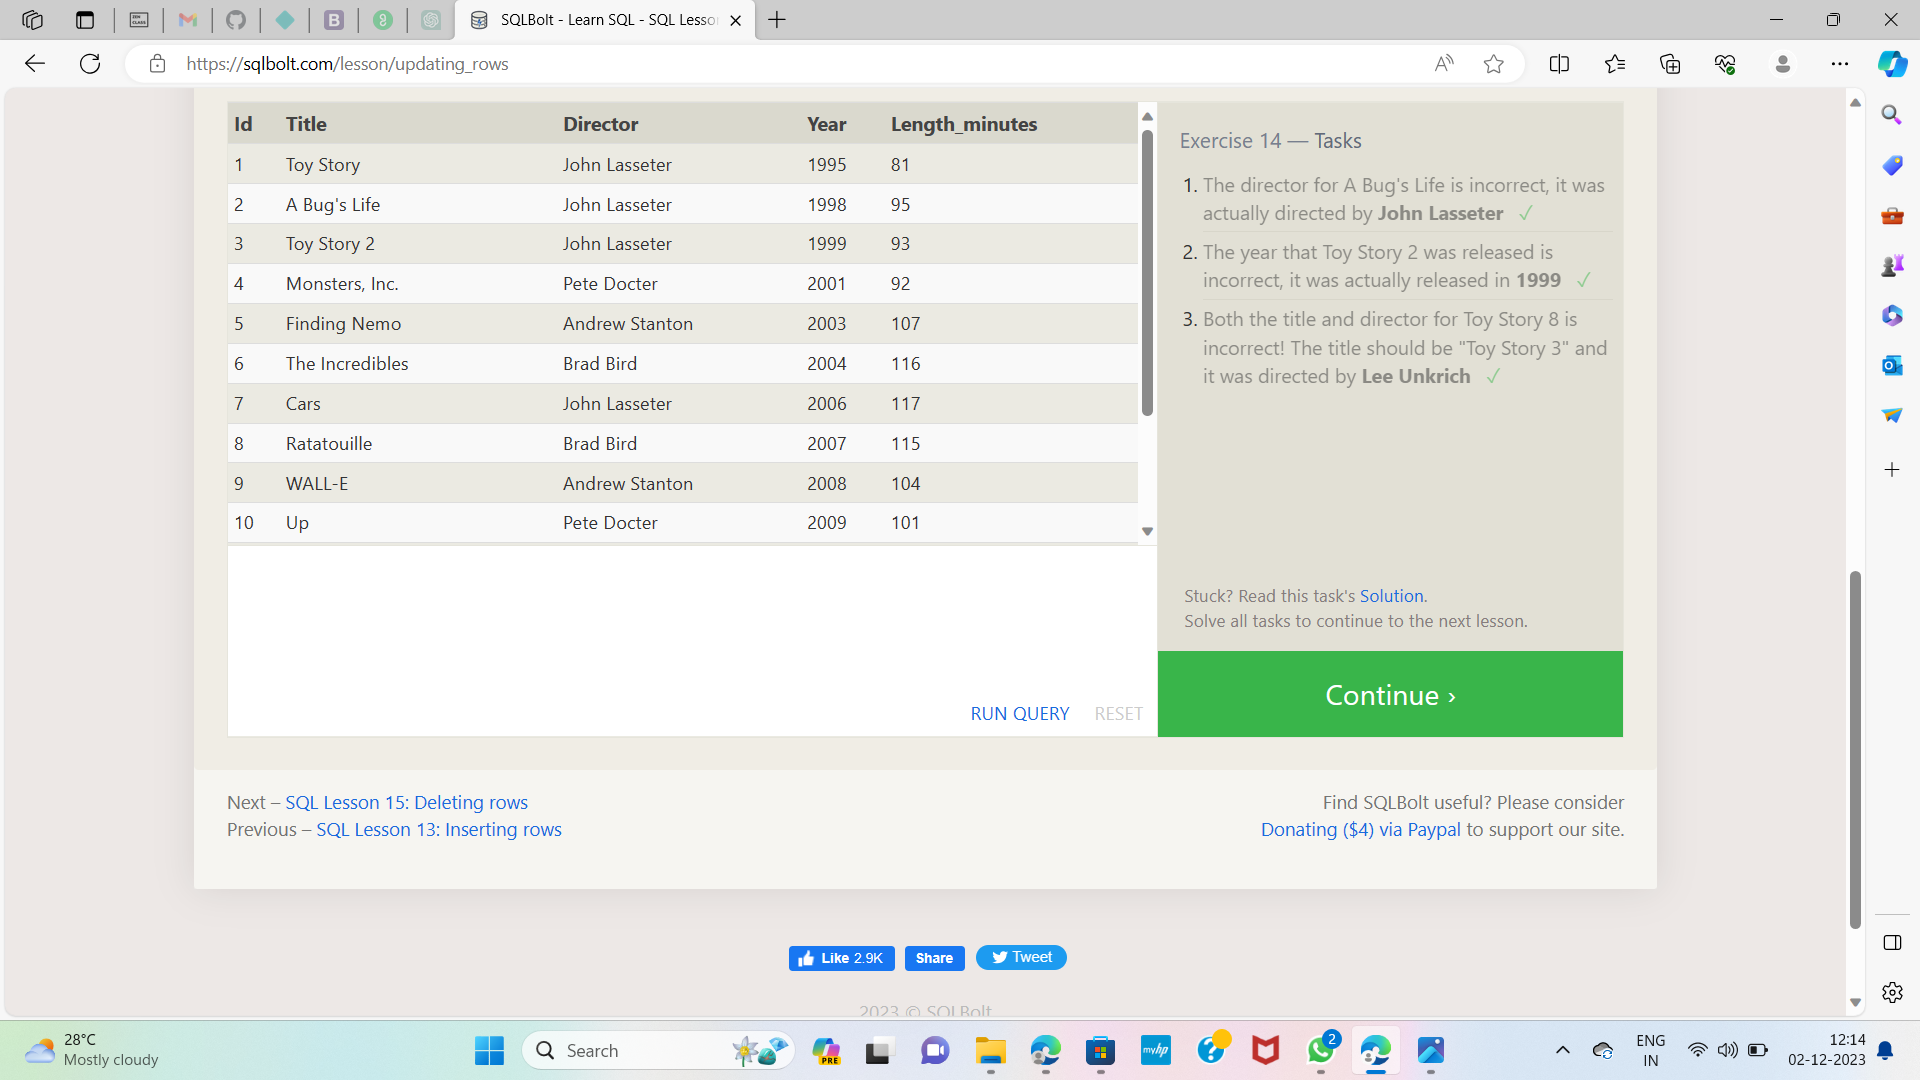 SQLBolt - Learn SQL - SQL Lesso
https://sqlbolt.com/lesson/updating_rows
Id Title Director Year Length_minutes
1 Toy Story John Lasseter 1995 81
2 A Bug's Life John Lasseter 1998 95
3 Toy Story 2 John Lasseter 1999 93
4 Monsters, Inc. Pete Docter 2001 92
5 Finding Nemo Andrew Stanton 2003 107
6 The Incredibles Brad Bird 2004 116
7 Cars John Lasseter 2006 117
8 Ratatouille Brad Bird 2007 115
9 WALL-E Andrew Stanton 2008 104
10 Up Pete Docter 2009 101
RUN QUERY RESET
Exercise 14 — Tasks
1. The director for A Bug's Life is incorrect, it was
actually directed by John Lasseter ✓
2. The year that Toy Story 2 was released is
incorrect, it was actually released in 1999 ✓
3. Both the title and director for Toy Story 8 is
incorrect! The title should be "Toy Story 3" and
it was directed by Lee Unkrich ✓
Stuck? Read this task's Solution.
Solve all tasks to continue to the next lesson.
Continue ›
Next – SQL Lesson 15: Deleting rows
Previous – SQL Lesson 13: Inserting rows
Find SQLBolt useful? Please consider
Donating ($4) via Paypal to support our site.
Like 2.9K Share Tweet
2023 © SQLBolt
28°C
Mostly cloudy
Search
PRE
myhp
2
ENG
IN
12:14
02-12-2023